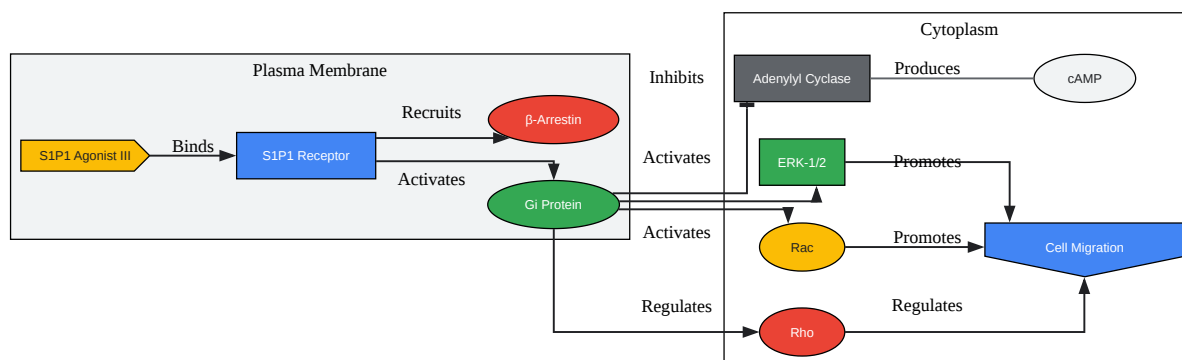 Cytoplasm
Plasma Membrane
Inhibits
Adenylyl Cyclase
Produces
cAMP
Recruits
β-Arrestin
S1P1 Agonist III
Binds
S1P1 Receptor
Activates
Activates
ERK-1/2
Promotes
Gi Protein
Activates
Rac
Promotes
Cell Migration
Regulates
Rho
Regulates